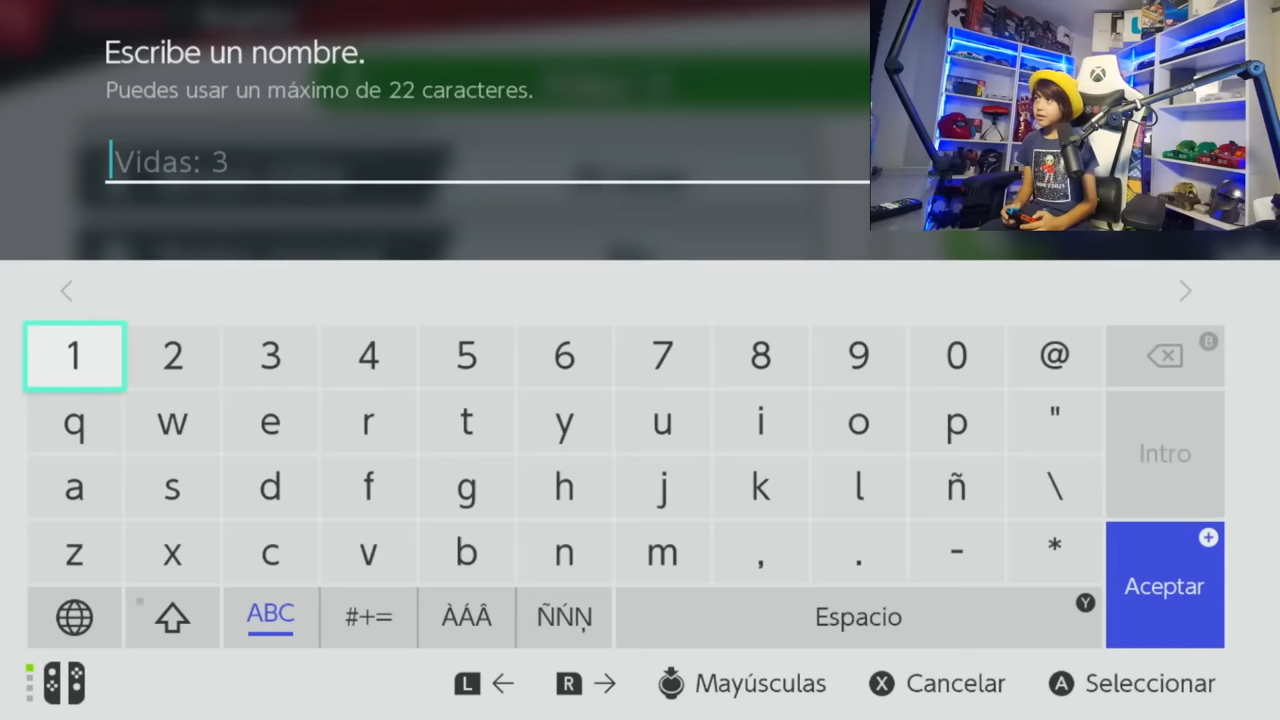 Escribe un nombre.
Puedes usar un máximo de 22 caracteres.
Vidas: 3
1 2 3 4 5 6 7 8 9 0 @ B
q w e r t y u i o p " Intro
a s d f g h j k l ñ \
z x c v b n m , . - * + Aceptar
ABC #+= ÀÁÂ ÑŃŅ Espacio Y
L ← R → Mayúsculas X Cancelar A Seleccionar